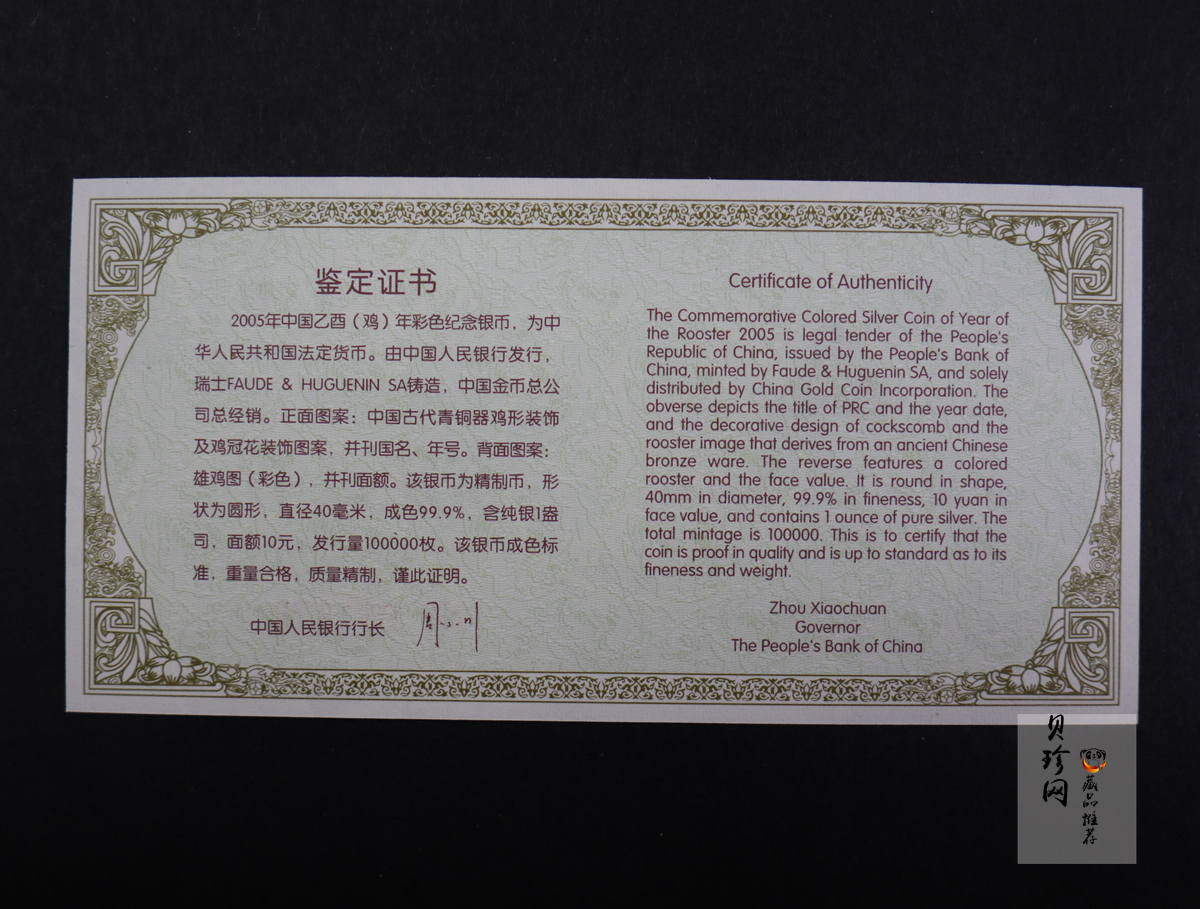 鉴定证书
2005年中国乙酉（鸡）年彩色纪念银币，为中
华人民共和国法定货币。由中国人民银行发行，
瑞士FAUDE & HUGUENIN SA铸造，中国金币总公
司总经销。正面图案：中国古代青铜器鸡形装饰
及鸡冠花装饰图案，并刊国名、年号。背面图案：
雄鸡图（彩色），并刊面额。该银币为精制币，形
状为圆形，直径40毫米，成色99.9%，含纯银1盎
司，面额10元，发行量100000枚。该银币成色标
准，重量合格，质量精制，谨此证明。
中国人民银行行长 周小川
Certificate of Authenticity
The Commemorative Colored Silver Coin of Year of
the Rooster 2005 is legal tender of the People's
Republic of China, issued by the People's Bank of
China, minted by Faude & Huguenin SA, and solely
distributed by China Gold Coin Incorporation. The
obverse depicts the title of PRC and the year date,
and the decorative design of cockscomb and the
rooster image that derives from an ancient Chinese
bronze ware. The reverse features a colored
rooster and the face value. It is round in shape,
40mm in diameter, 99.9% in fineness, 10 yuan in
face value, and contains 1 ounce of pure silver. The
total mintage is 100000. This is to certify that the
coin is proof in quality and is up to standard as to its
fineness and weight.
Zhou Xiaochuan
Governor
The People's Bank of China
贝珍网
藏品推荐